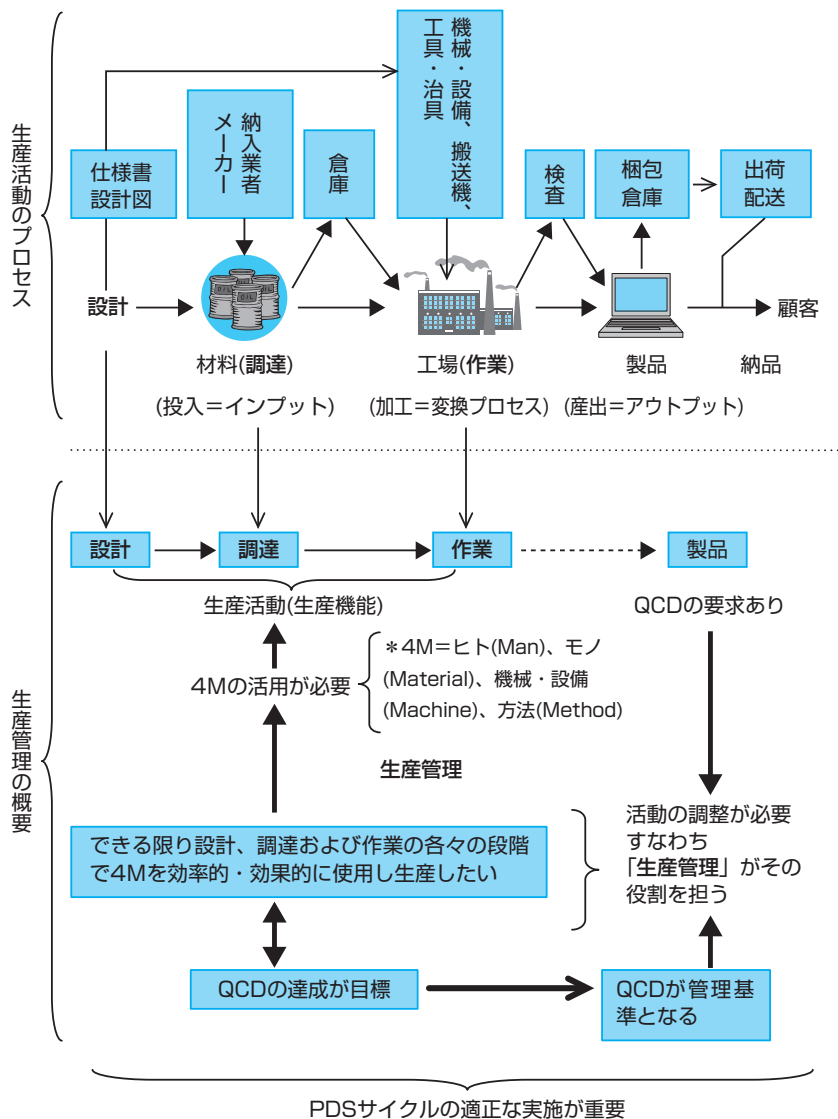 生産活動のプロセス
仕様書
設計図
納入業者
メーカー
倉庫
機械・設備、搬送機、
工具・治具
検査
梱包
倉庫
出荷
配送
設計
OIL
OIL
顧客
材料(調達)
工場(作業)
製品
納品
(投入＝インプット)
(加工＝変換プロセス)
(産出＝アウトプット)
生産管理の概要
設計
調達
作業
製品
生産活動(生産機能)
QCDの要求あり
4Mの活用が必要
＊4M＝ヒト(Man)、モノ
(Material)、機械・設備
(Machine)、方法(Method)
生産管理
できる限り設計、調達および作業の各々の段階
で4Mを効率的・効果的に使用し生産したい
活動の調整が必要
すなわち
「生産管理」がその
役割を担う
QCDの達成が目標
QCDが管理基
準となる
PDSサイクルの適正な実施が重要